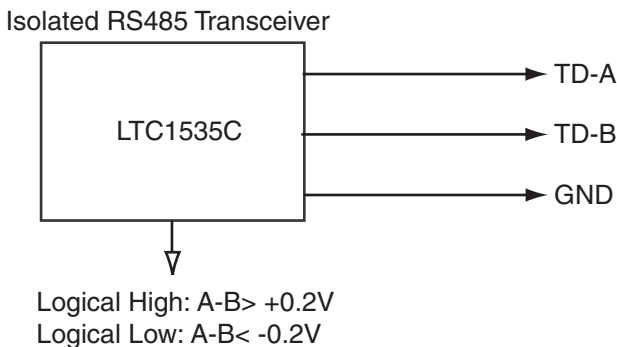 Isolated RS485 Transceiver
LTC1535C
TD-A
TD-B
GND
Logical High: A-B> +0.2V
Logical Low: A-B< -0.2V